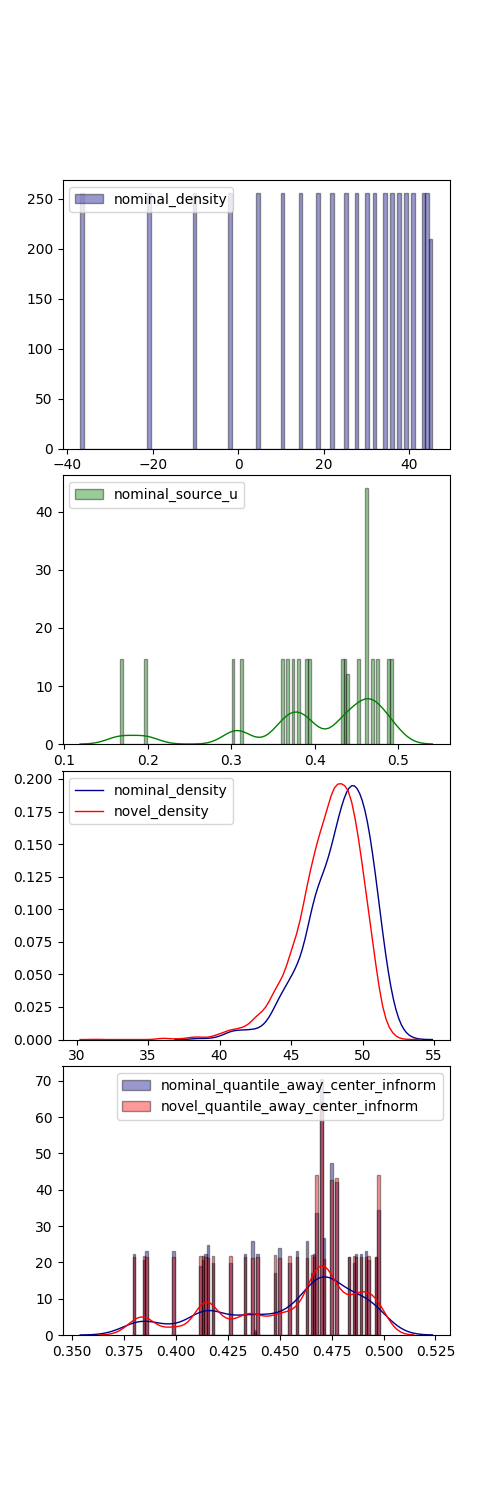 nominal_density
250
200
150
100
50
0
−40 −20 0 20 40
nominal_source_u
40
30
20
10
0
0.1 0.2 0.3 0.4 0.5
nominal_density
novel_density
0.200
0.175
0.150
0.125
0.100
0.075
0.050
0.025
0.000
30 35 40 45 50 55
nominal_quantile_away_center_infnorm
novel_quantile_away_center_infnorm
70
60
50
40
30
20
10
0
0.350 0.375 0.400 0.425 0.450 0.475 0.500 0.525